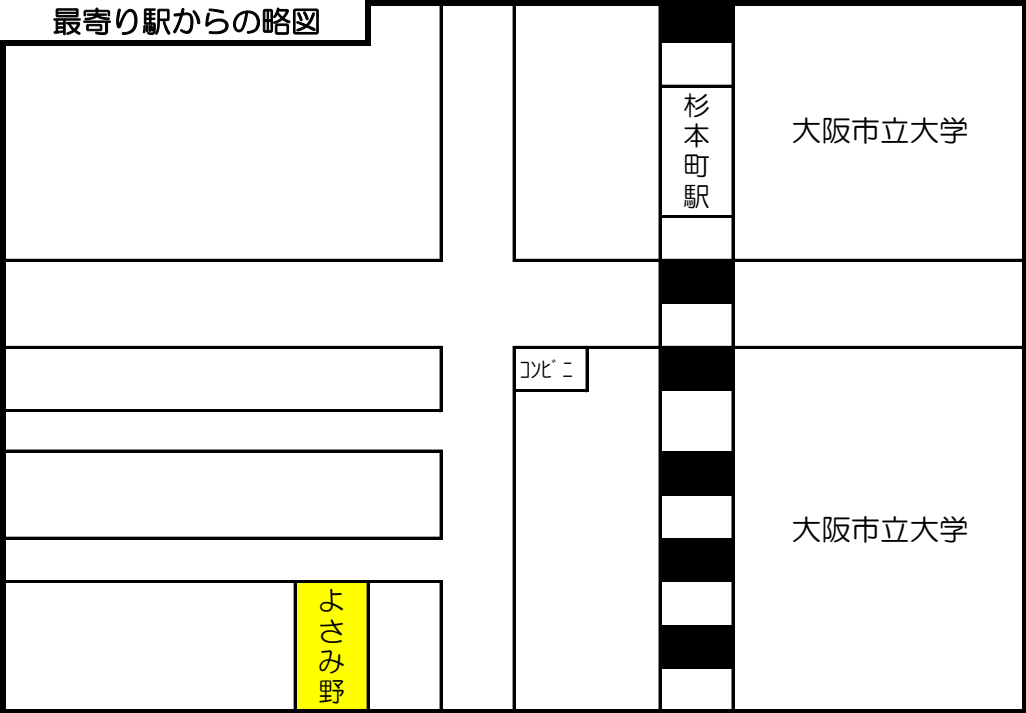 最寄り駅からの略図
杉本町駅
大阪市立大学
ｺﾝﾋﾞﾆ
大阪市立大学
よさみ野